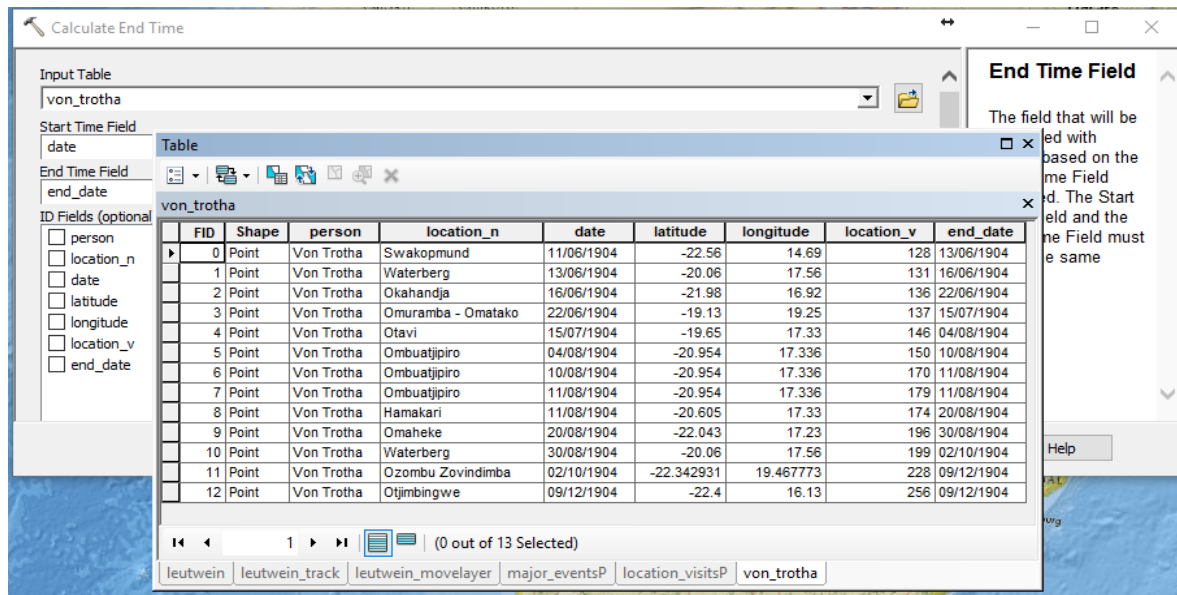 Calculate End Time
Input Table
von_trotha
Start Time Field
date
End Time Field
end_date
ID Fields (optional
person
location_n
date
latitude
longitude
location_v
end_date
Table
von_trotha
FID Shape person location_n date latitude longitude location_v end_date
0 Point Von Trotha Swakopmund 11/06/1904 -22.56 14.69 128 13/06/1904
1 Point Von Trotha Waterberg 13/06/1904 -20.06 17.56 131 16/06/1904
2 Point Von Trotha Okahandja 16/06/1904 -21.98 16.92 136 22/06/1904
3 Point Von Trotha Omuramba - Omatako 22/06/1904 -19.13 19.25 137 15/07/1904
4 Point Von Trotha Otavi 15/07/1904 -19.65 17.33 146 04/08/1904
5 Point Von Trotha Ombuatjipiro 04/08/1904 -20.954 17.336 150 10/08/1904
6 Point Von Trotha Ombuatjipiro 10/08/1904 -20.954 17.336 170 11/08/1904
7 Point Von Trotha Ombuatjipiro 11/08/1904 -20.954 17.336 179 11/08/1904
8 Point Von Trotha Hamakari 11/08/1904 -20.605 17.33 174 20/08/1904
9 Point Von Trotha Omaheke 20/08/1904 -22.043 17.23 196 30/08/1904
10 Point Von Trotha Waterberg 30/08/1904 -20.06 17.56 199 02/10/1904
11 Point Von Trotha Ozombu Zovindimba 02/10/1904 -22.342931 19.467773 228 09/12/1904
12 Point Von Trotha Otjimbingwe 09/12/1904 -22.4 16.13 256 09/12/1904
1 (0 out of 13 Selected)
leutwein leutwein_track leutwein_movelayer major_eventsP location_visitsP von_trotha
End Time Field
The field that will be
ed with
based on the
me Field
ed. The Start
eld and the
me Field must
e same
Help